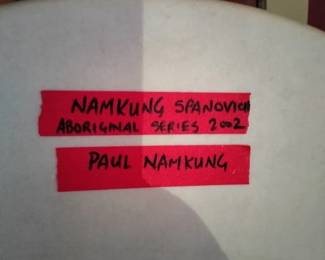 NAMKUNG SPANOVICH
ABORIGINAL SERIES 2002
PAUL NAMKUNG